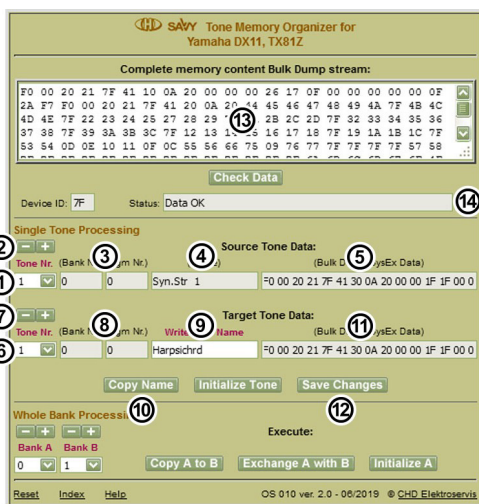 CHD SAVY Tone Memory Organizer for
Yamaha DX11, TX81Z
Complete memory content Bulk Dump stream:
F0 00 20 21 7F 41 10 0A 20 00 00 00 26 17 0F 00 00 00 00 00 0F
2A F7 F0 00 20 21 7F 41 20 0A 20 44 45 46 47 48 49 4A 7F 4B 4C
4D 4E 7F 22 23 24 25 27 28 29 2B 2C 2D 7F 32 33 34 35 36
37 38 7F 39 3A 3B 3C 7F 12 13 16 17 18 7F 19 1A 1B 1C 7F
53 54 0D 0E 10 11 0F 0C 55 56 66 75 09 76 77 7F 7F 7F 7F 57 58
13
Check Data
Device ID: 7F Status: Data OK 14
Single Tone Processing
2 - + Source Tone Data:
Tone Nr. (Bank 3 Nr.) 4 (Bulk 5 Data)
1 1 0 0 Syn.Str 1 F0 00 20 21 7F 41 30 0A 20 00 00 1F 1F 00 0
7 - + Target Tone Data:
Tone Nr. (Bank 8 Nr.) Write 9 Name (Bulk 11 Data)
6 1 0 0 Harpsichrd F0 00 20 21 7F 41 30 0A 20 00 00 1F 1F 00 0
Copy Name Initialize Tone Save Changes
10 12
Whole Bank Processing
- + - + Execute:
Bank A Bank B
0 1 Copy A to B Exchange A with B Initialize A
Reset Index Help OS 010 ver. 2.0 - 06/2019 © CHD Elektroservis